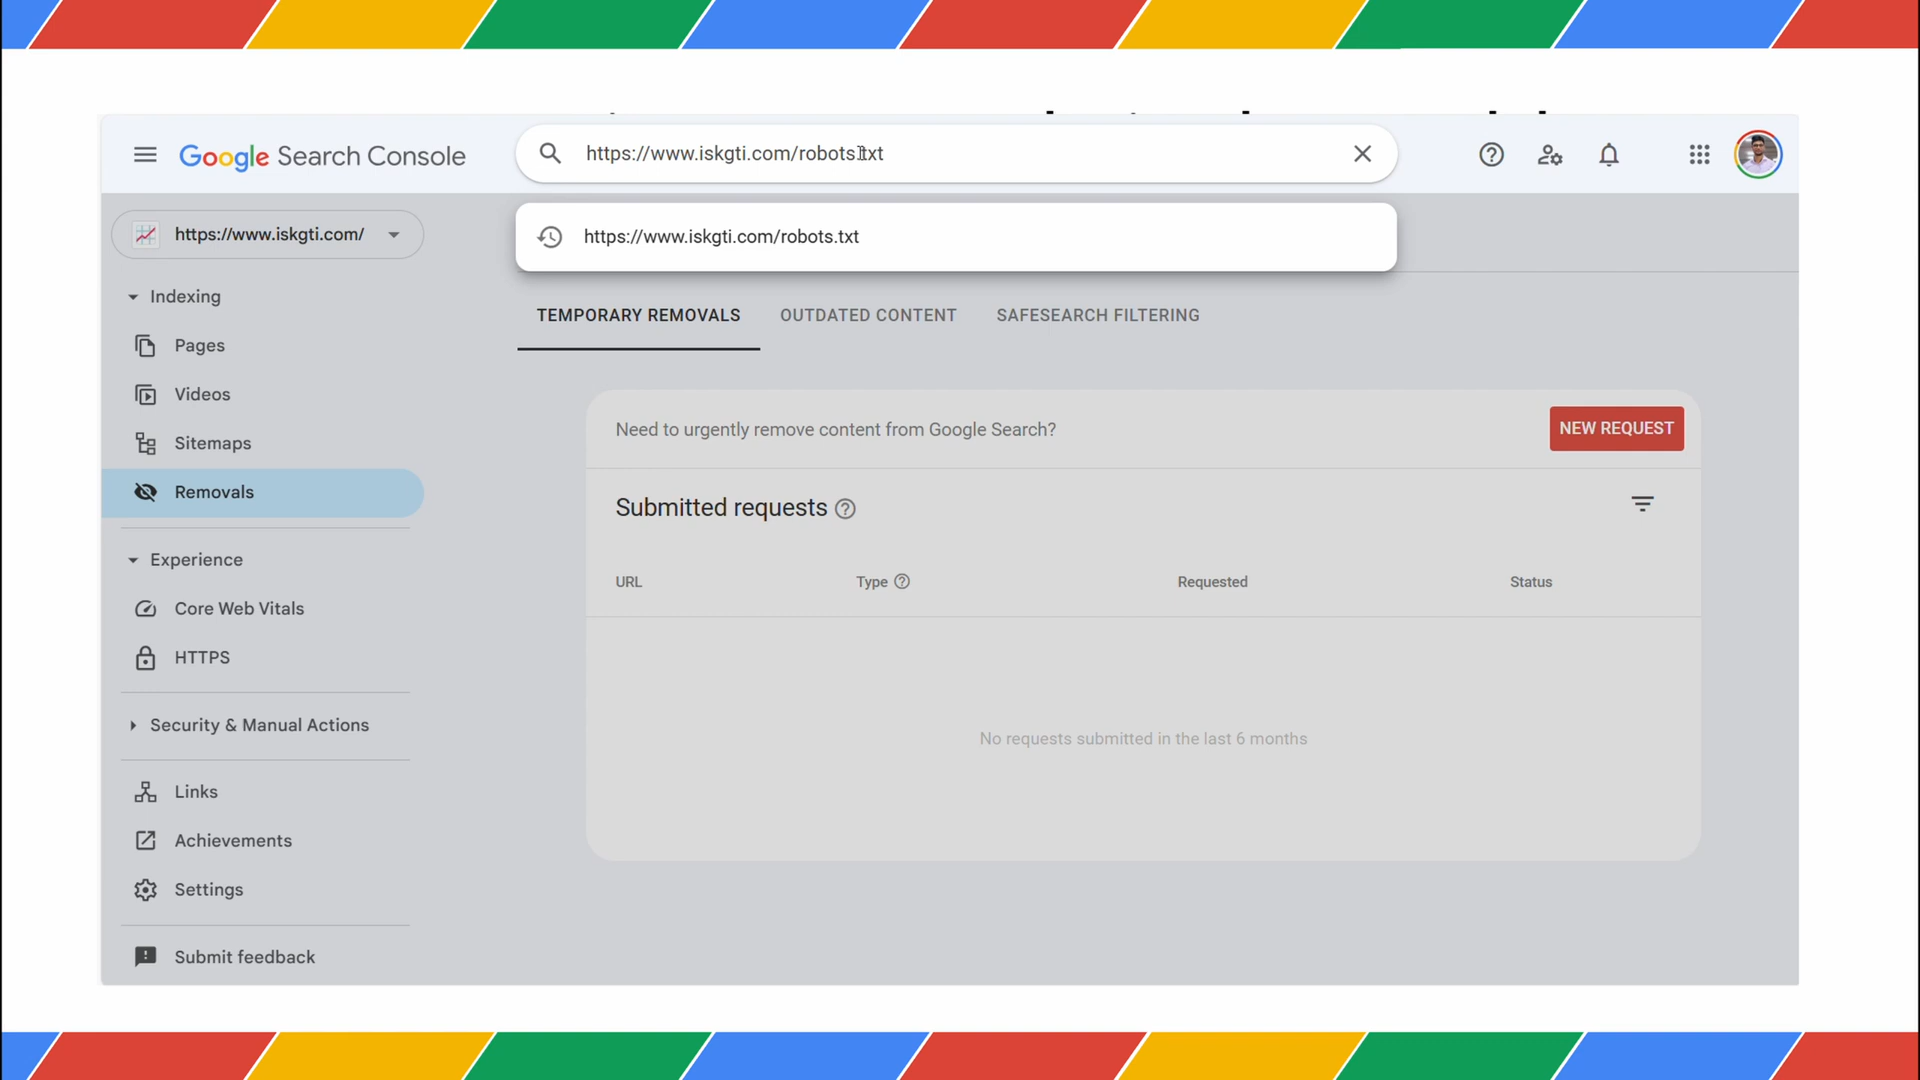 Google Search Console
https://www.iskgti.com/robots.txt
https://www.iskgti.com/
https://www.iskgti.com/robots.txt
Indexing
Pages
Videos
Sitemaps
Removals
Experience
Core Web Vitals
HTTPS
Security & Manual Actions
Links
Achievements
Settings
Submit feedback
TEMPORARY REMOVALS OUTDATED CONTENT SAFESEARCH FILTERING
Need to urgently remove content from Google Search? NEW REQUEST
Submitted requests
URL Type Requested Status
No requests submitted in the last 6 months